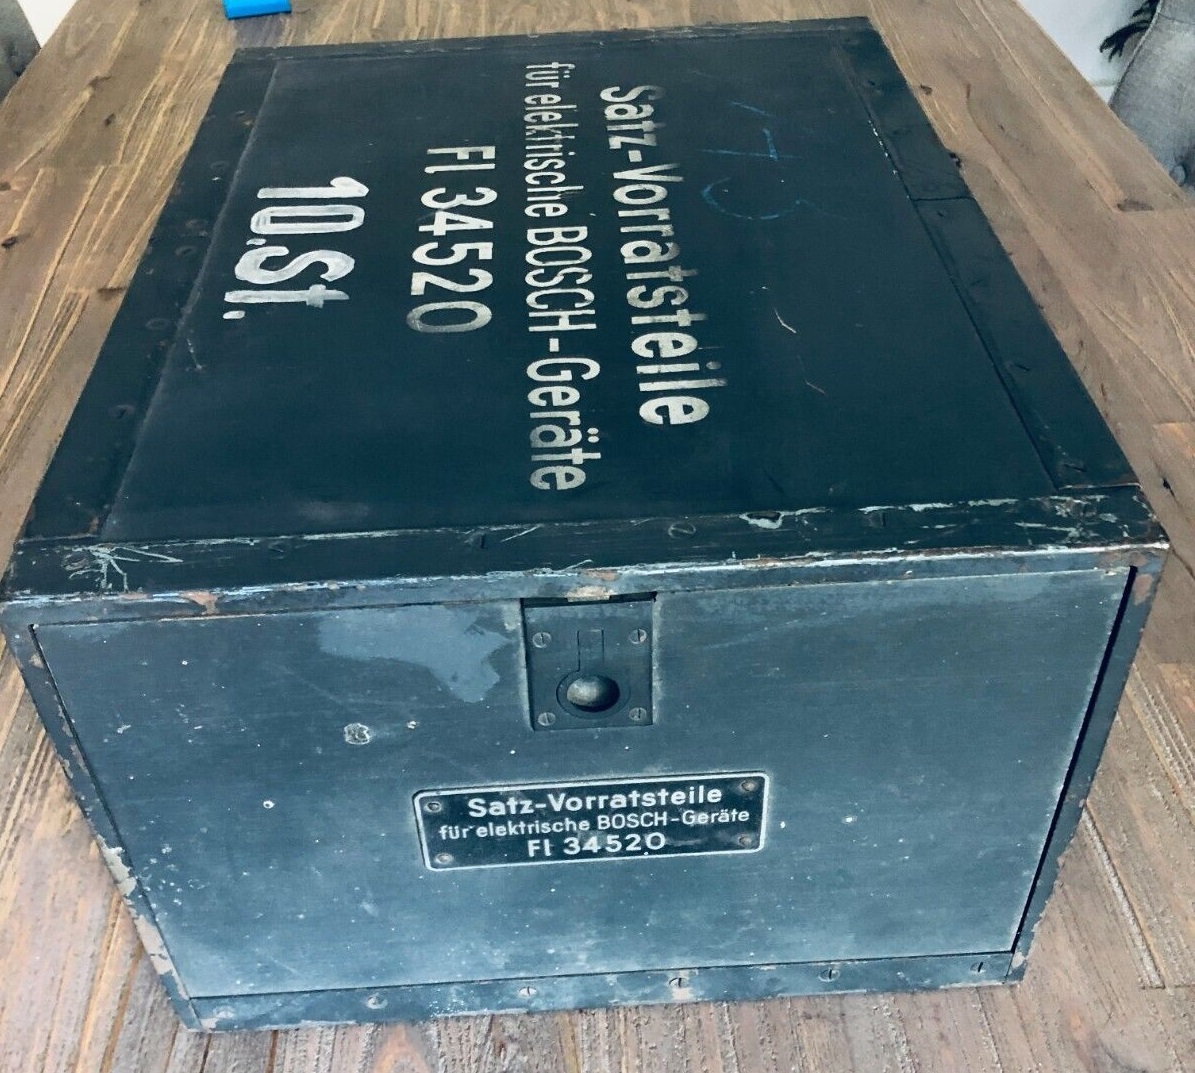 Satz-Vorratsteile
für elektrische BOSCH-Geräte
Fl 34520
10.St.
Satz-Vorratsteile
für elektrische BOSCH-Geräte
Fl 34520